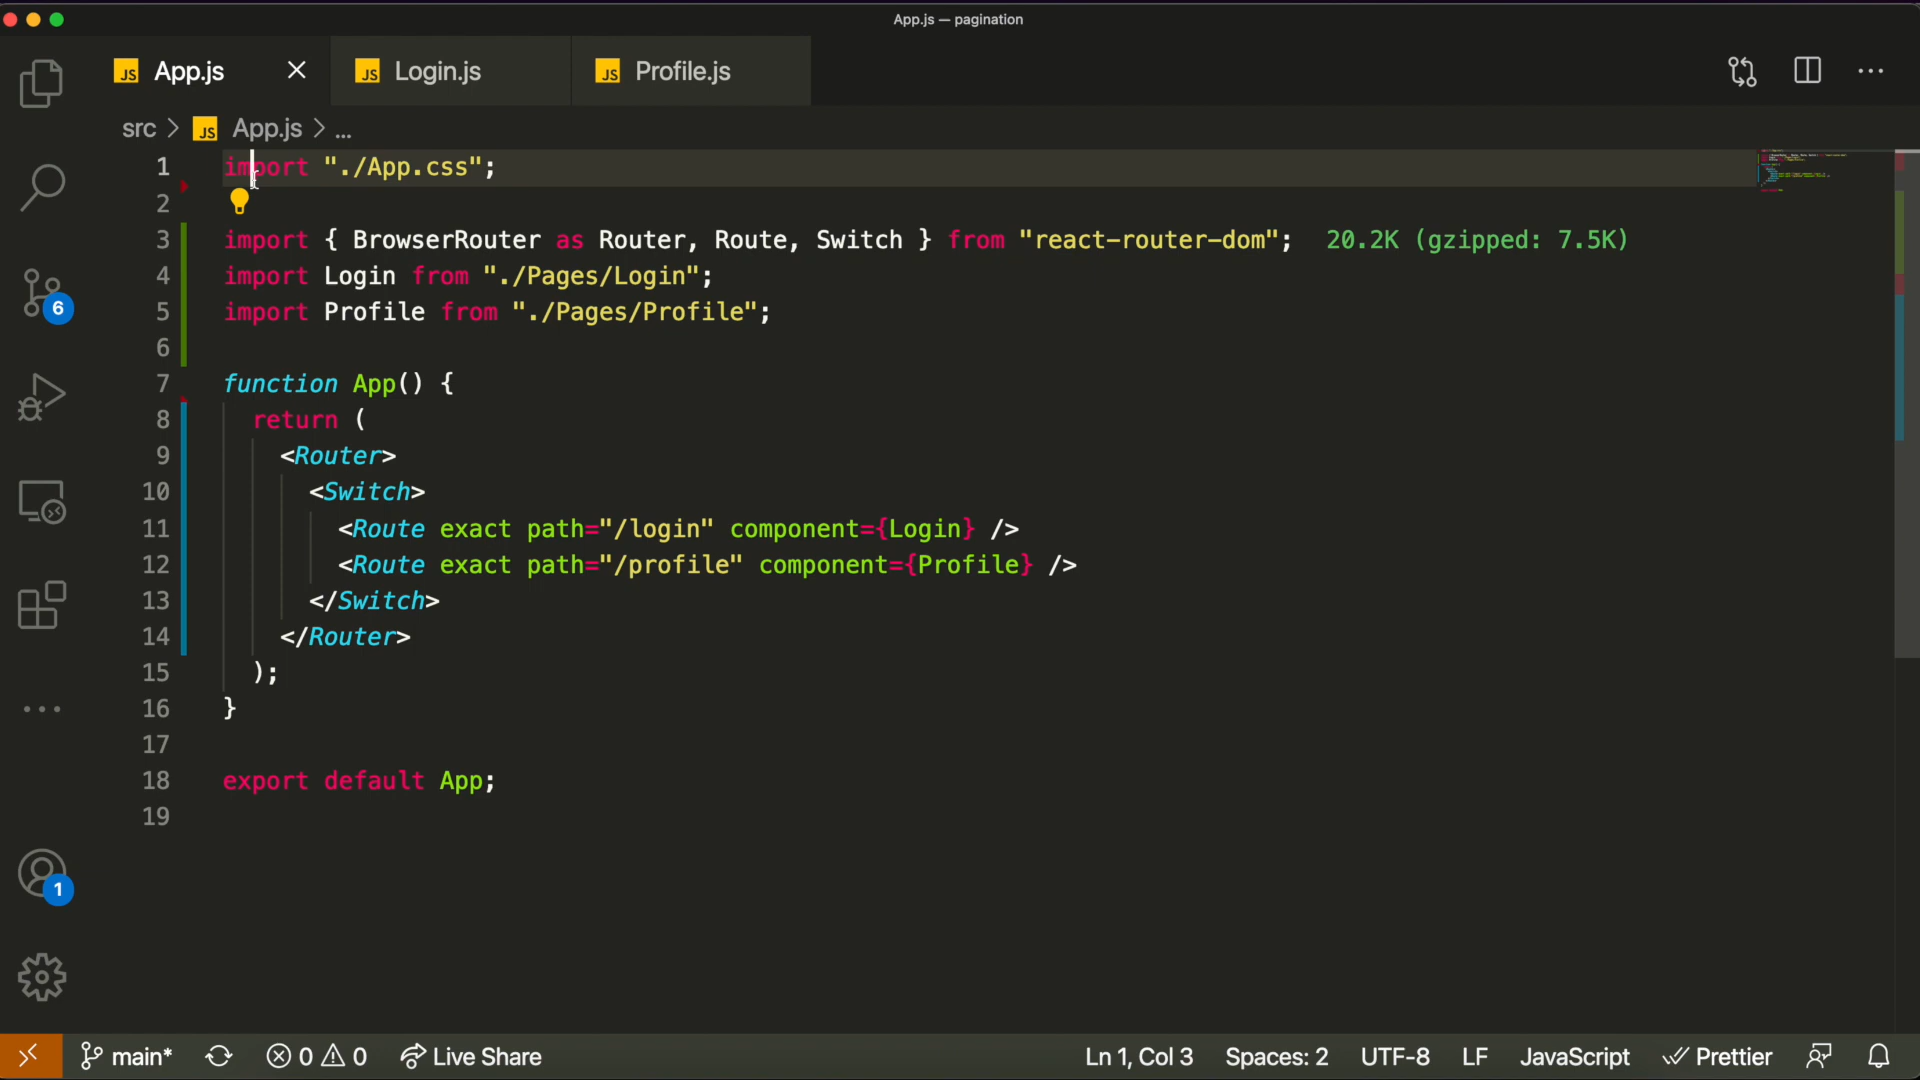 App.js — pagination
JS App.js
JS Login.js
JS Profile.js
src > JS App.js > ...
1 import "./App.css";
2
3 import { BrowserRouter as Router, Route, Switch } from "react-router-dom"; 20.2K (gzipped: 7.5K)
4 import Login from "./Pages/Login";
5 import Profile from "./Pages/Profile";
6
7 function App() {
8 return (
9 <Router>
10 <Switch>
11 <Route exact path="/login" component={Login} />
12 <Route exact path="/profile" component={Profile} />
13 </Switch>
14 </Router>
15 );
16 }
17
18 export default App;
19
6
1
main* 0 0 Live Share Ln 1, Col 3 Spaces: 2 UTF-8 LF JavaScript Prettier